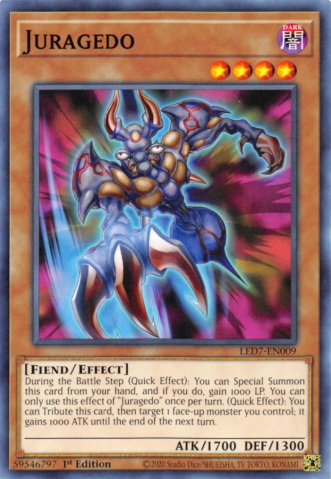 JURAGEDO
DARK
闇
LED7-EN009
[FIEND/EFFECT]
During the Battle Step (Quick Effect): You can Special Summon
this card from your hand, and if you do, gain 1000 LP. You can
only use this effect of "Juragedo" once per turn. (Quick Effect): You
can Tribute this card, then target 1 face-up monster you control; it
gains 1000 ATK until the end of the next turn.
ATK/1700 DEF/1300
59546797 1st Edition ©2020 Studio Dice/SHUEISHA, TV TOKYO, KONAMI